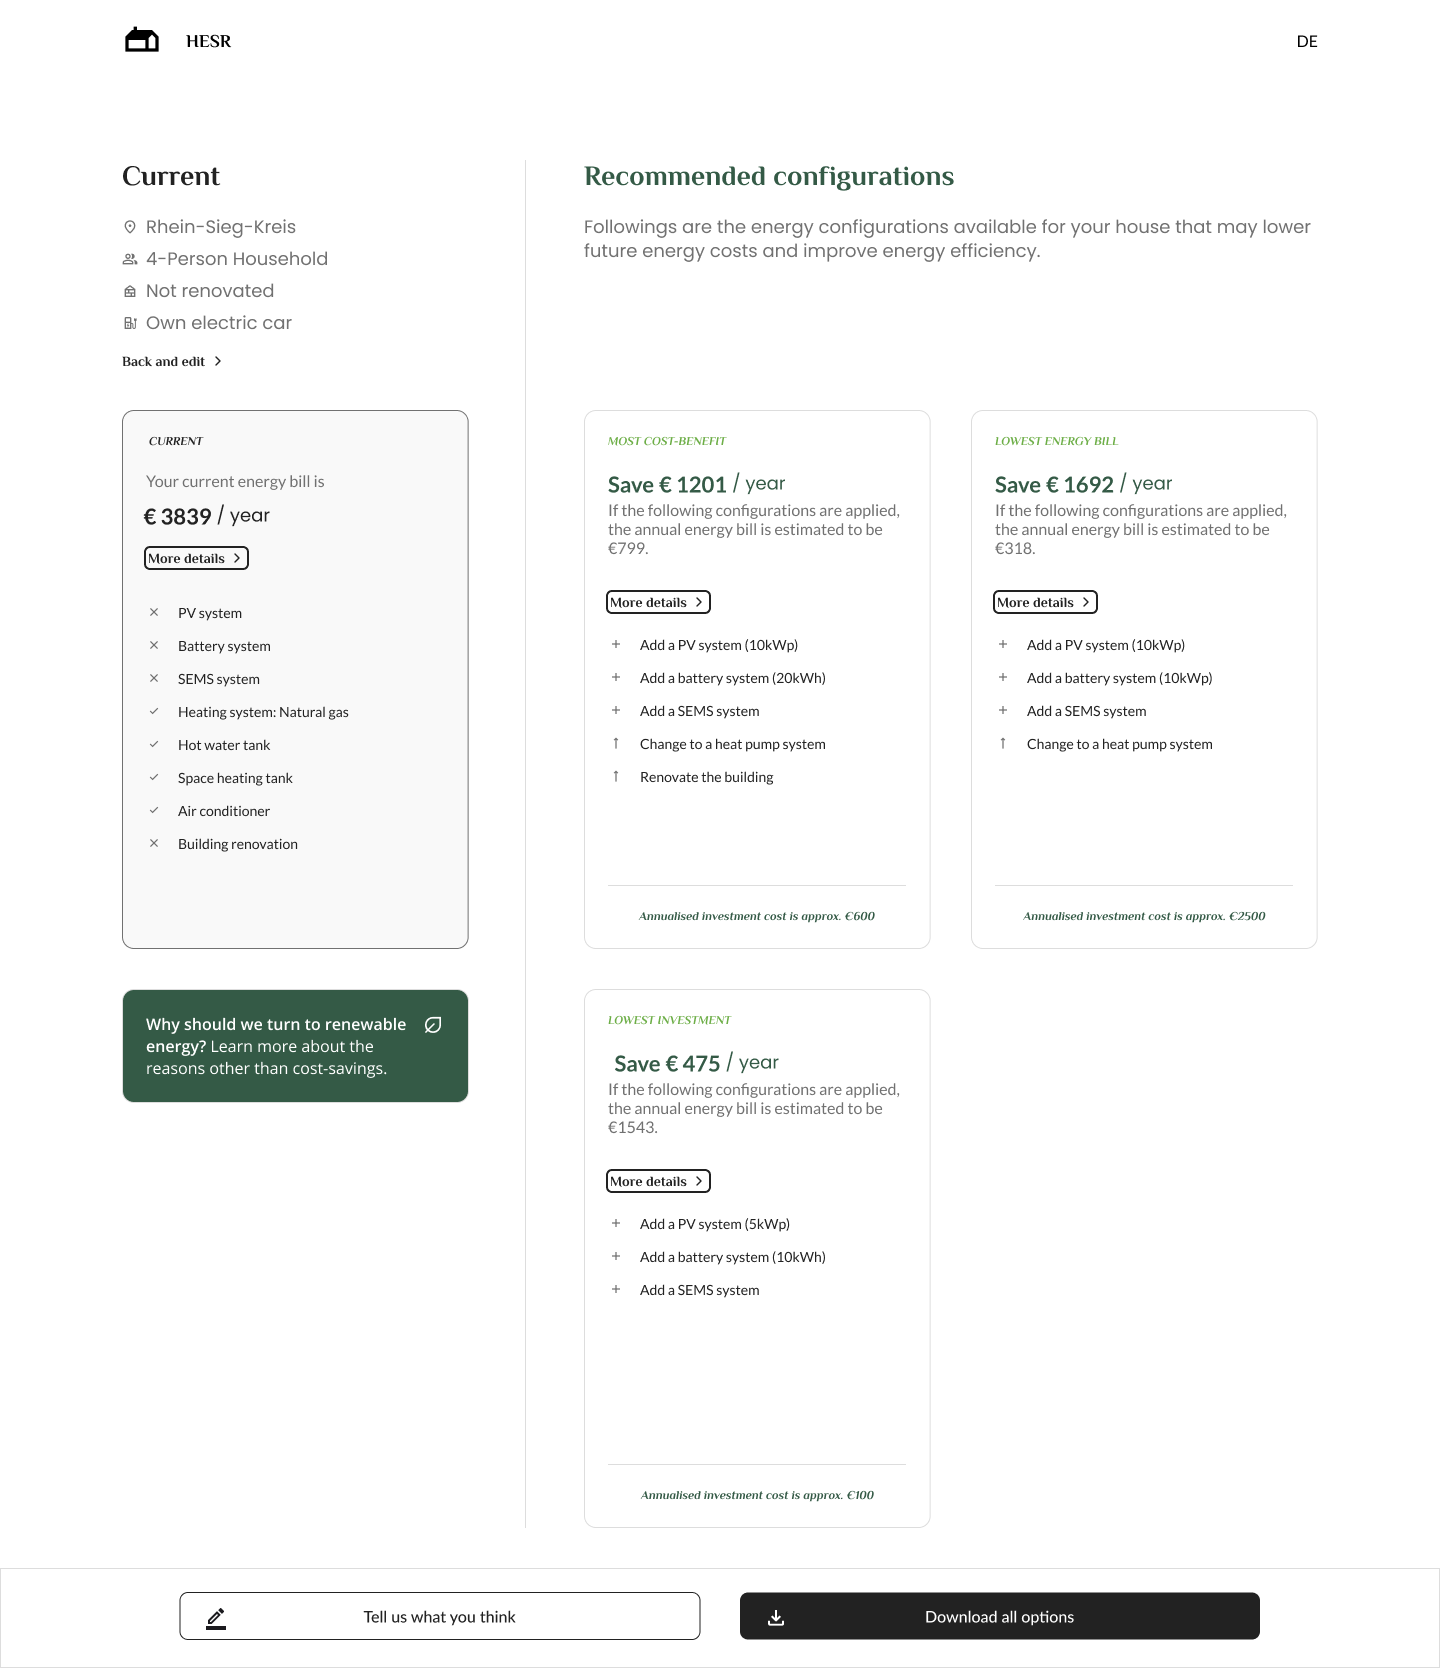 HESR
DE
Current
Rhein-Sieg-Kreis
4-Person Household
Not renovated
Own electric car
Back and edit
CURRENT
Your current energy bill is
€ 3839 / year
More details
PV system
Battery system
SEMS system
Heating system: Natural gas
Hot water tank
Space heating tank
Air conditioner
Building renovation
Why should we turn to renewable
energy? Learn more about the
reasons other than cost-savings.
Recommended configurations
Followings are the energy configurations available for your house that may lower
future energy costs and improve energy efficiency.
MOST COST-BENEFIT
Save € 1201 / year
If the following configurations are applied,
the annual energy bill is estimated to be
€799.
More details
Add a PV system (10kWp)
Add a battery system (20kWh)
Add a SEMS system
Change to a heat pump system
Renovate the building
Annualised investment cost is approx. €600
LOWEST ENERGY BILL
Save € 1692 / year
If the following configurations are applied,
the annual energy bill is estimated to be
€318.
More details
Add a PV system (10kWp)
Add a battery system (10kWp)
Add a SEMS system
Change to a heat pump system
Annualised investment cost is approx. €2500
LOWEST INVESTMENT
Save € 475 / year
If the following configurations are applied,
the annual energy bill is estimated to be
€1543.
More details
Add a PV system (5kWp)
Add a battery system (10kWh)
Add a SEMS system
Annualised investment cost is approx. €100
Tell us what you think
Download all options